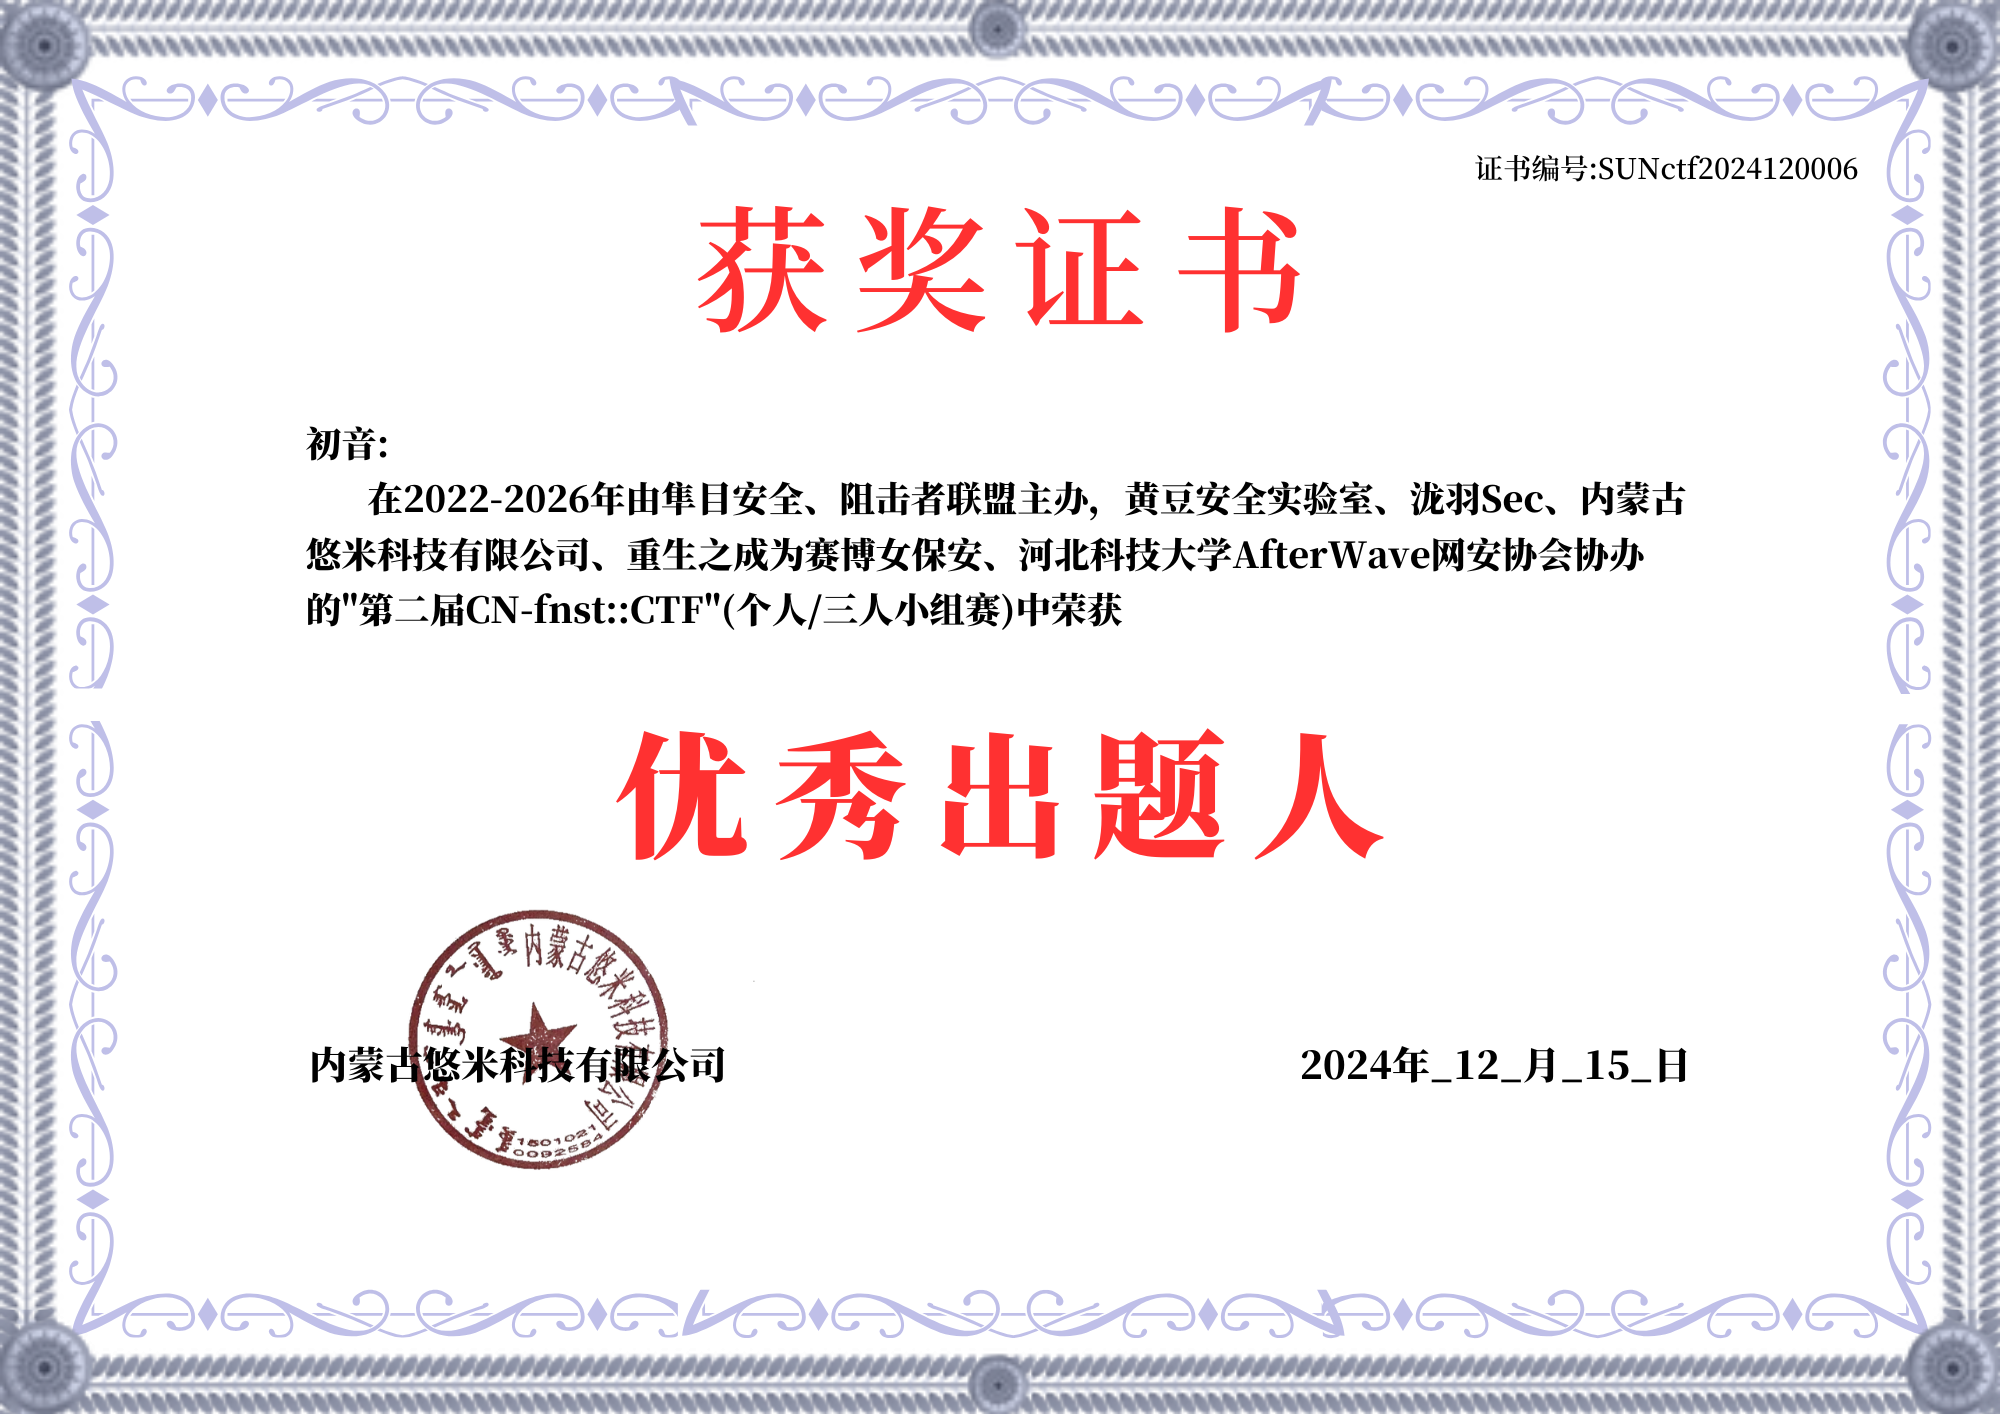 证书编号:SUNctf2024120006
获奖证书
初音:
在2022-2026年由隼目安全、阻击者联盟主办，黄豆安全实验室、泷羽Sec、内蒙古
悠米科技有限公司、重生之成为赛博女保安、河北科技大学AfterWave网安协会协办
的"第二届CN-fnst::CTF"(个人/三人小组赛)中荣获
优秀出题人
内蒙古悠米科技有限公司
1501021
0092584
内蒙古悠米科技有限公司
2024年_12_月_15_日